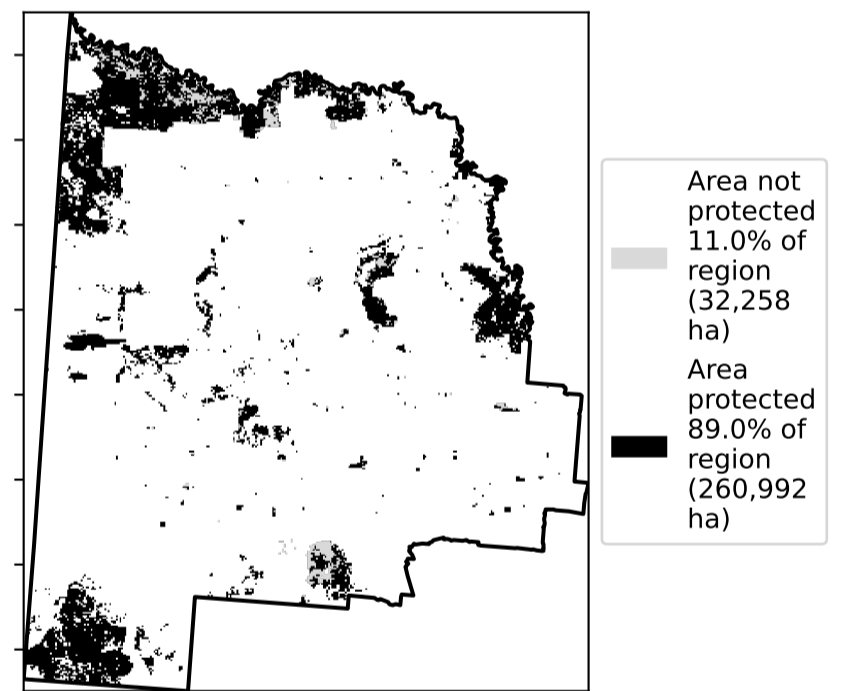 Area not
protected
11.0% of
region
(32,258
ha)
Area
protected
89.0% of
region
(260,992
ha)